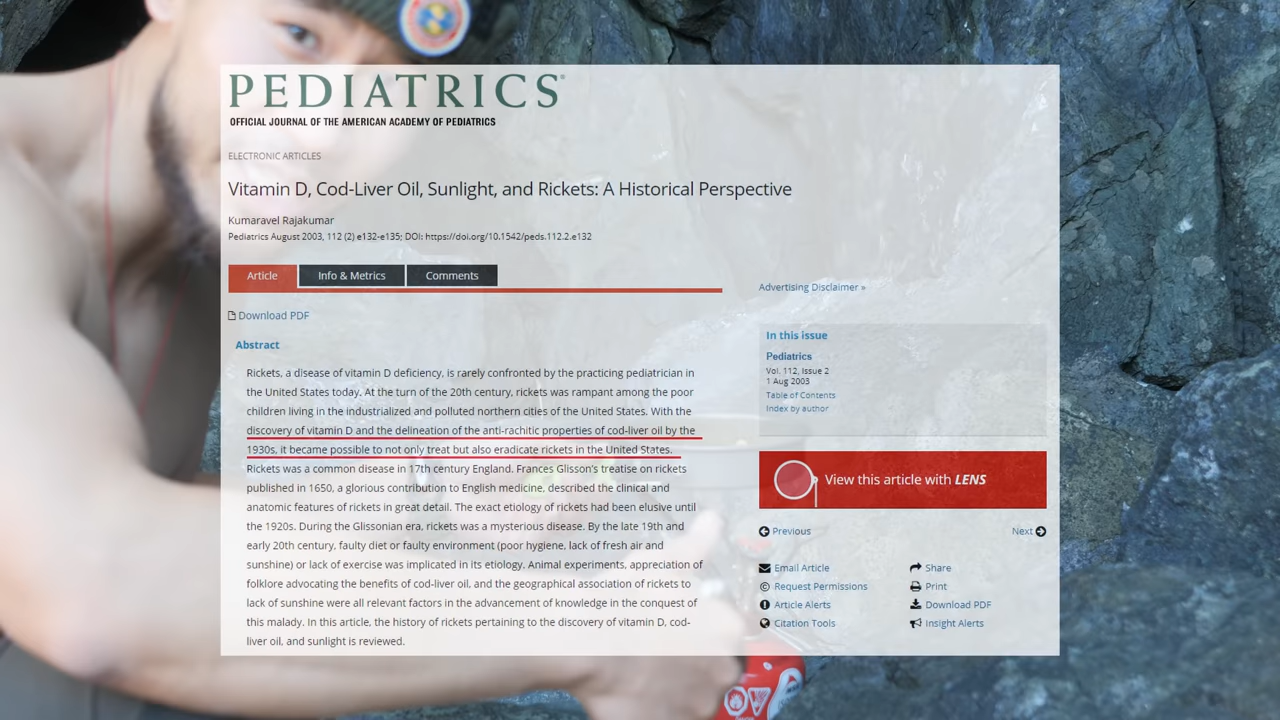 PEDIATRICS®
OFFICIAL JOURNAL OF THE AMERICAN ACADEMY OF PEDIATRICS
ELECTRONIC ARTICLES
Vitamin D, Cod-Liver Oil, Sunlight, and Rickets: A Historical Perspective
Kumaravel Rajakumar
Pediatrics August 2003, 112 (2) e132-e135; DOI: https://doi.org/10.1542/peds.112.2.e132
Article
Info & Metrics
Comments
Download PDF
Abstract
Rickets, a disease of vitamin D deficiency, is rarely confronted by the practicing pediatrician in
the United States today. At the turn of the 20th century, rickets was rampant among the poor
children living in the industrialized and polluted northern cities of the United States. With the
discovery of vitamin D and the delineation of the anti-rachitic properties of cod-liver oil by the
1930s, it became possible to not only treat but also eradicate rickets in the United States.
Rickets was a common disease in 17th century England. Frances Glisson's treatise on rickets
published in 1650, a glorious contribution to English medicine, described the clinical and
anatomic features of rickets in great detail. The exact etiology of rickets had been elusive until
the 1920s. During the Glissonian era, rickets was a mysterious disease. By the late 19th and
early 20th century, faulty diet or faulty environment (poor hygiene, lack of fresh air and
sunshine) or lack of exercise was implicated in its etiology. Animal experiments, appreciation of
folklore advocating the benefits of cod-liver oil, and the geographical association of rickets to
lack of sunshine were all relevant factors in the advancement of knowledge in the conquest of
this malady. In this article, the history of rickets pertaining to the discovery of vitamin D, cod-
liver oil, and sunlight is reviewed.
Advertising Disclaimer »
In this issue
Pediatrics
Vol. 112, Issue 2
1 Aug 2003
Table of Contents
Index by author
View this article with LENS
Previous
Next
Email Article
Share
Request Permissions
Print
Article Alerts
Download PDF
Citation Tools
Insight Alerts